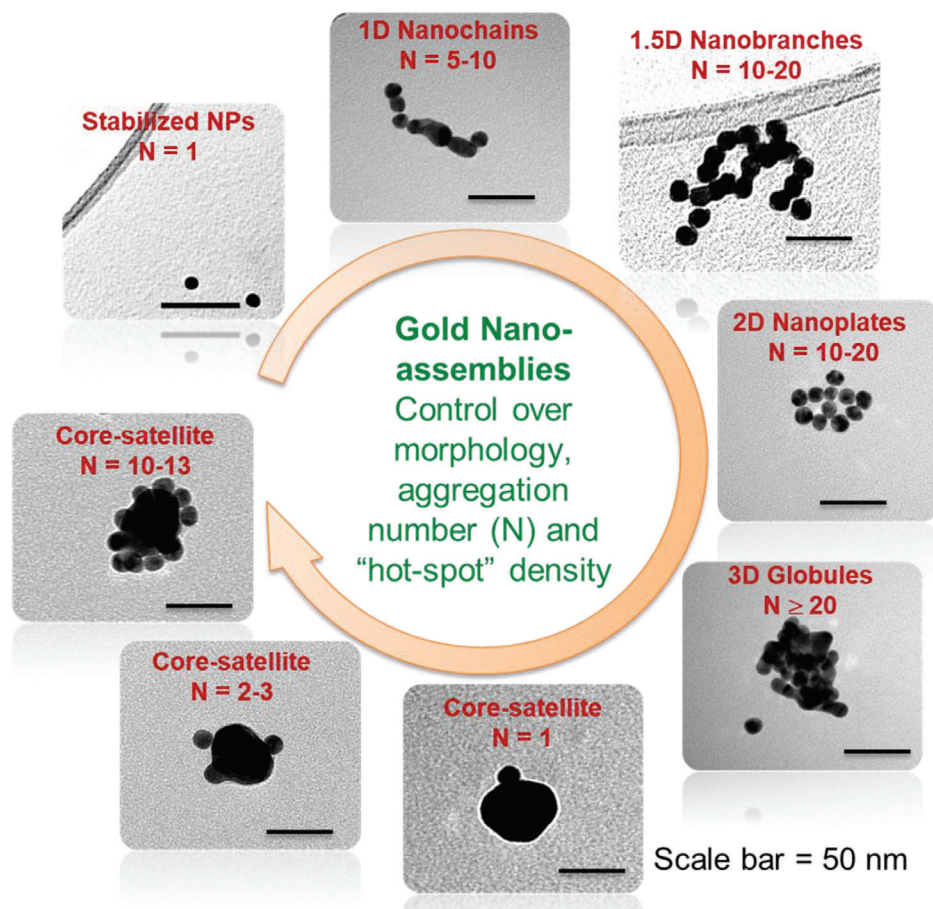 1D Nanochains
N = 5-10
1.5D Nanobranches
N = 10-20
Stabilized NPs
N = 1
2D Nanoplates
N = 10-20
Gold Nano-
assemblies
Control over
morphology,
aggregation
number (N) and
“hot-spot” density
Core-satellite
N = 10-13
3D Globules
N ≥ 20
Core-satellite
N = 2-3
Core-satellite
N = 1
Scale bar = 50 nm